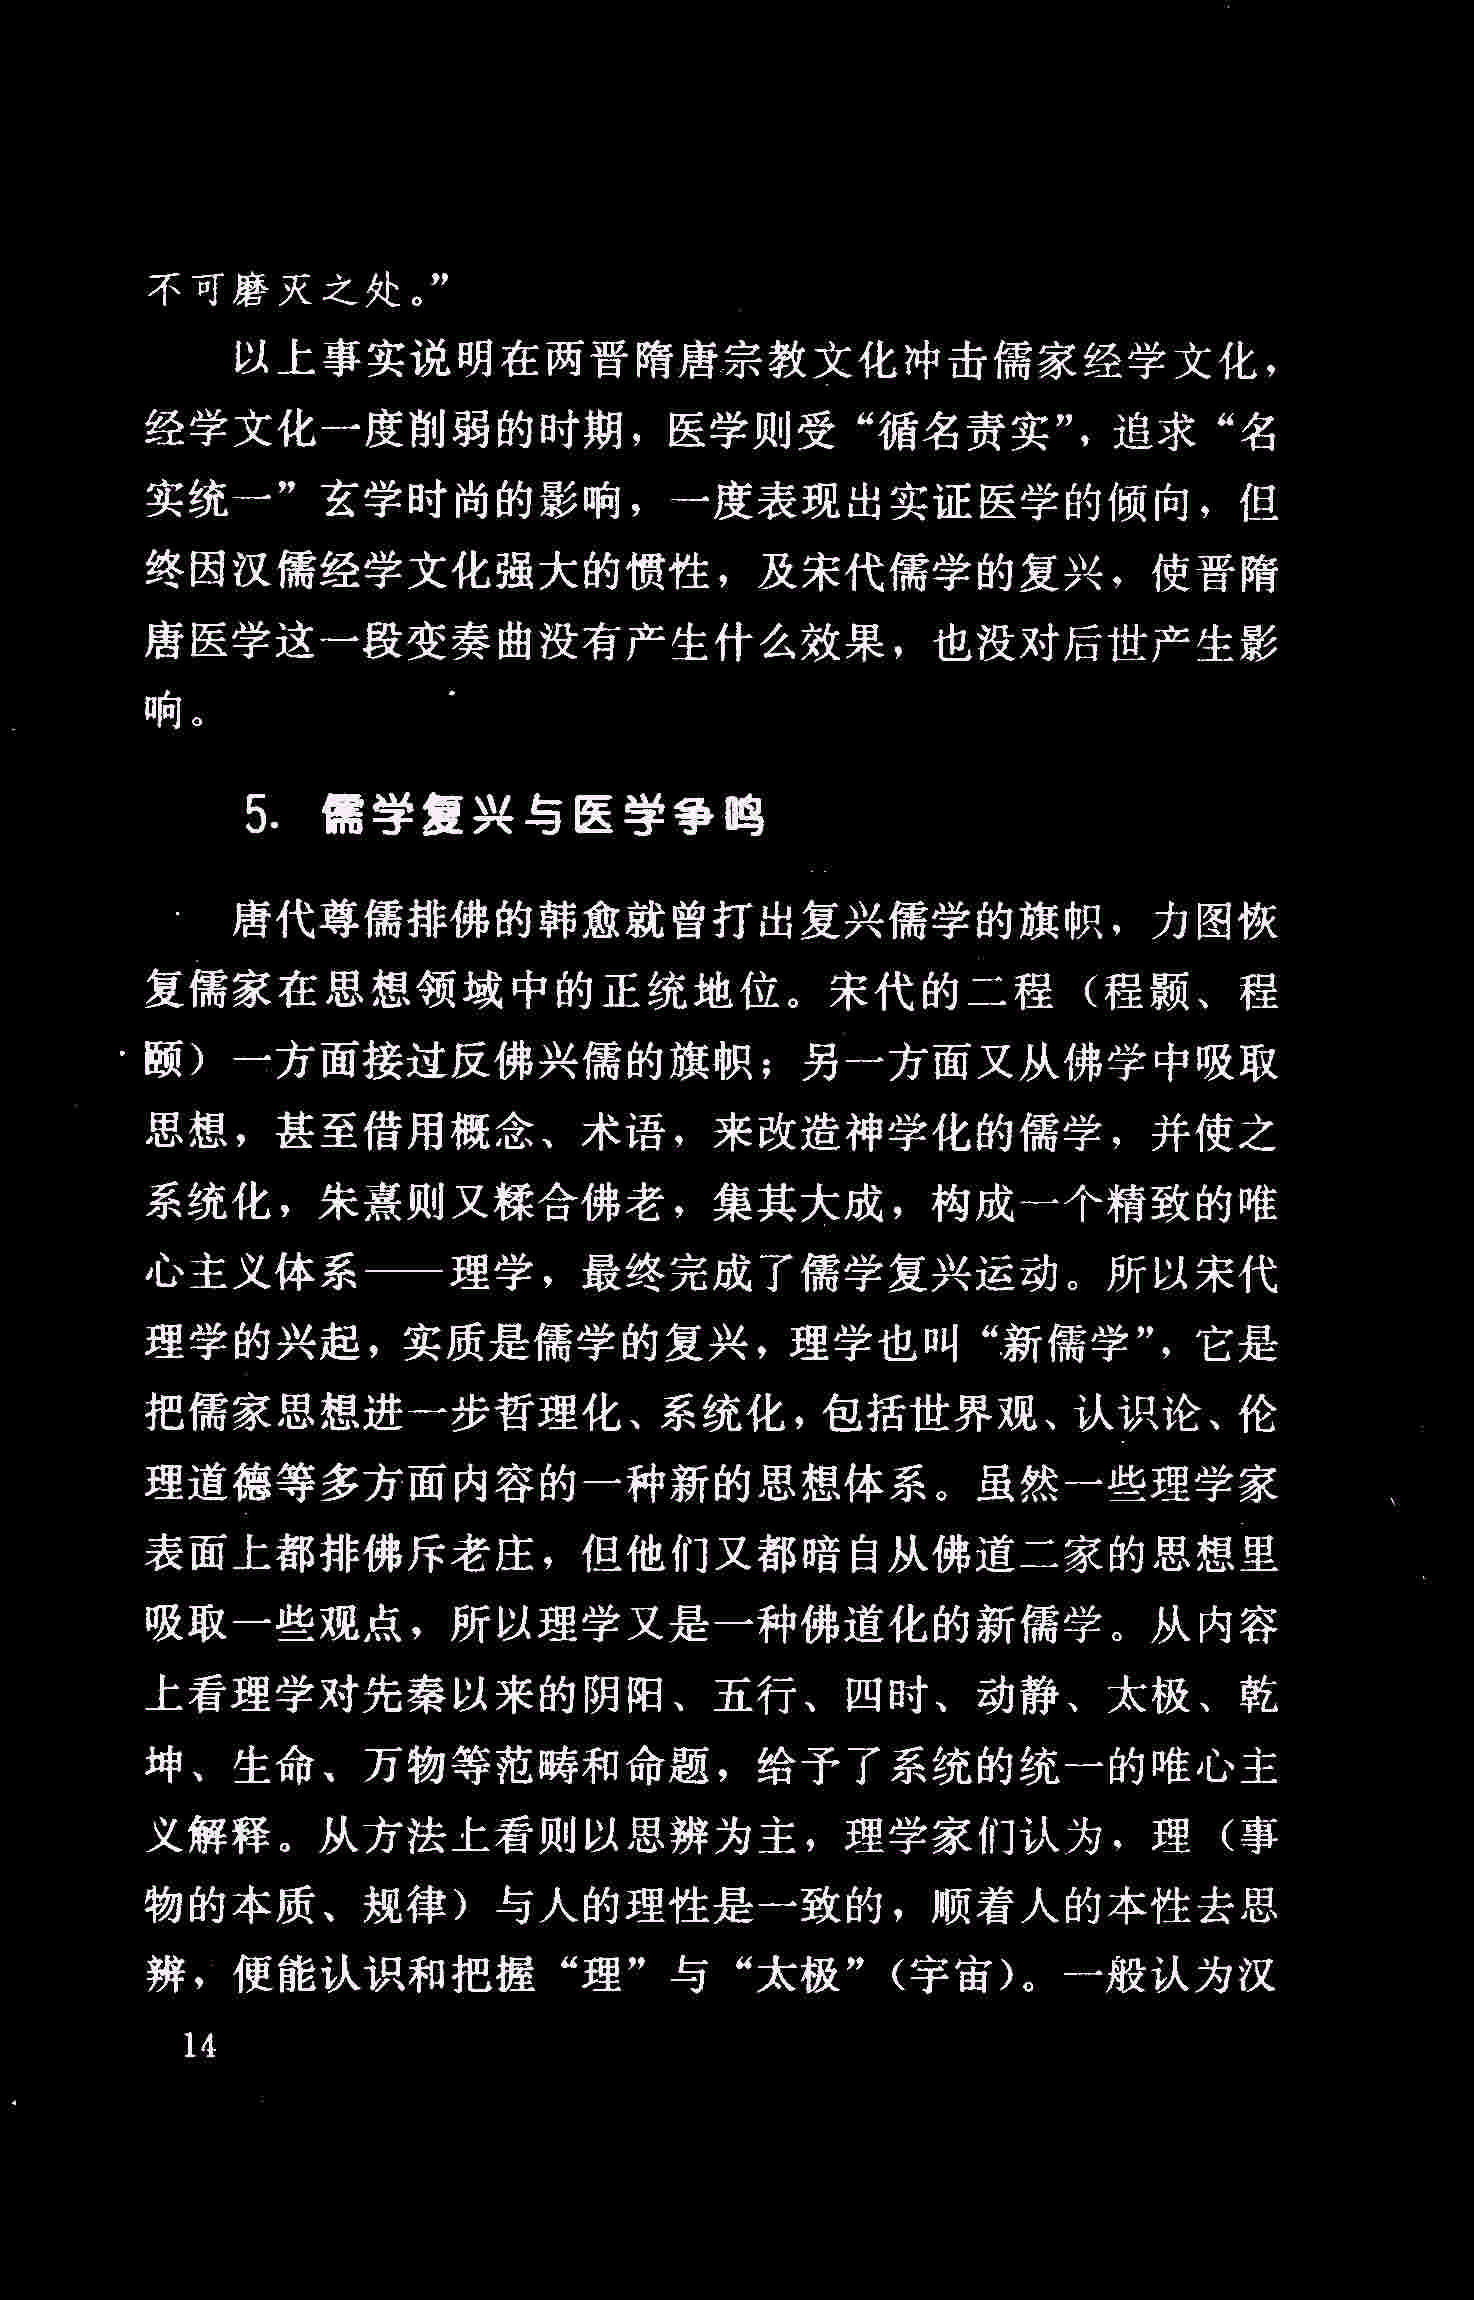 不可磨灭之处。”
以上事实说明在两晋隋唐宗教文化冲击儒家经学文化，
经学文化一度削弱的时期，医学则受“循名责实”，追求“名
实统一”玄学时尚的影响，一度表现出实证医学的倾向，但
终因汉儒经学文化强大的惯性，及宋代儒学的复兴，使晋隋
唐医学这一段变奏曲没有产生什么效果，也没对后世产生影
响。
5. 儒学复兴与医学争鸣
唐代尊儒排佛的韩愈就曾打出复兴儒学的旗帜，力图恢
复儒家在思想领域中的正统地位。宋代的二程（程颢、程
颐）一方面接过反佛兴儒的旗帜；另一方面又从佛学中吸取
思想，甚至借用概念、术语，来改造神学化的儒学，并使之
系统化，朱熹则又糅合佛老，集其大成，构成一个精致的唯
心主义体系——理学，最终完成了儒学复兴运动。所以宋代
理学的兴起，实质是儒学的复兴，理学也叫“新儒学”，它是
把儒家思想进一步哲理化、系统化，包括世界观、认识论、伦
理道德等多方面内容的一种新的思想体系。虽然一些理学家
表面上都排佛斥老庄，但他们又都暗自从佛道二家的思想里
吸取一些观点，所以理学又是一种佛道化的新儒学。从内容
上看理学对先秦以来的阴阳、五行、四时、动静、太极、乾
坤、生命、万物等范畴和命题，给予了系统的统一的唯心主
义解释。从方法上看则以思辨为主，理学家们认为，理（事
物的本质、规律）与人的理性是一致的，顺着人的本性去思
辨，便能认识和把握“理”与“太极”（宇宙）。一般认为汉
14